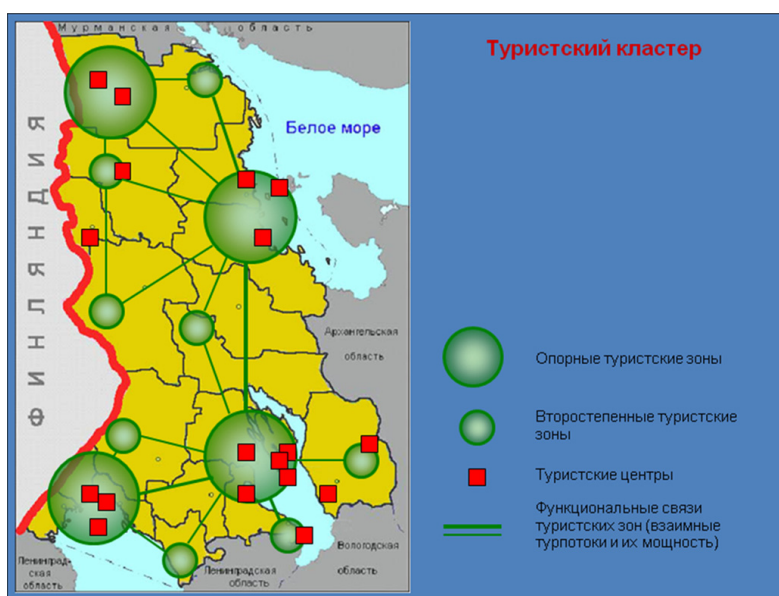 Туристский кластер
Мурманская область
Белое море
ФИНЛЯНДИЯ
Архангельская
область
Опорные туристские зоны
Второстепенные туристские
зоны
Туристские центры
Функциональные связи
туристских зон (взаимные
турпотоки и их мощность)
Ленинград-
ская
область
Ленинградская
область
Вологодская
область